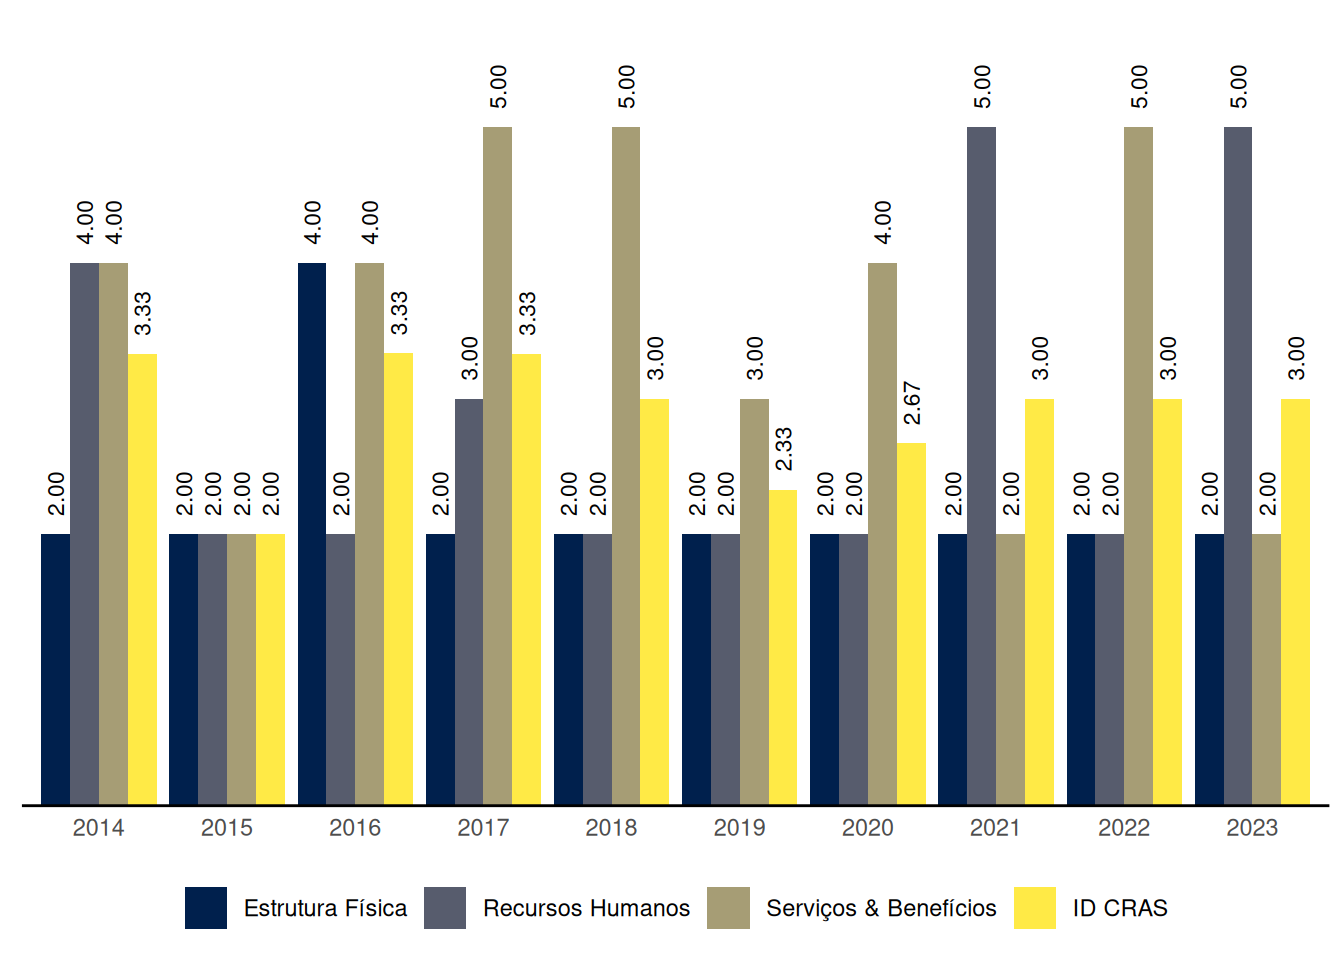 2.00 4.00 4.00 3.33
2.00 2.00 2.00 2.00
4.00 2.00 4.00 3.33
2.00 3.00 5.00 3.33
2.00 2.00 5.00 3.00
2.00 2.00 3.00 2.33
2.00 2.00 4.00 2.67
2.00 5.00 2.00 3.00
2.00 2.00 5.00 3.00
2.00 5.00 2.00 3.00
2014 2015 2016 2017 2018 2019 2020 2021 2022 2023
Estrutura Física Recursos Humanos Serviços & Benefícios ID CRAS